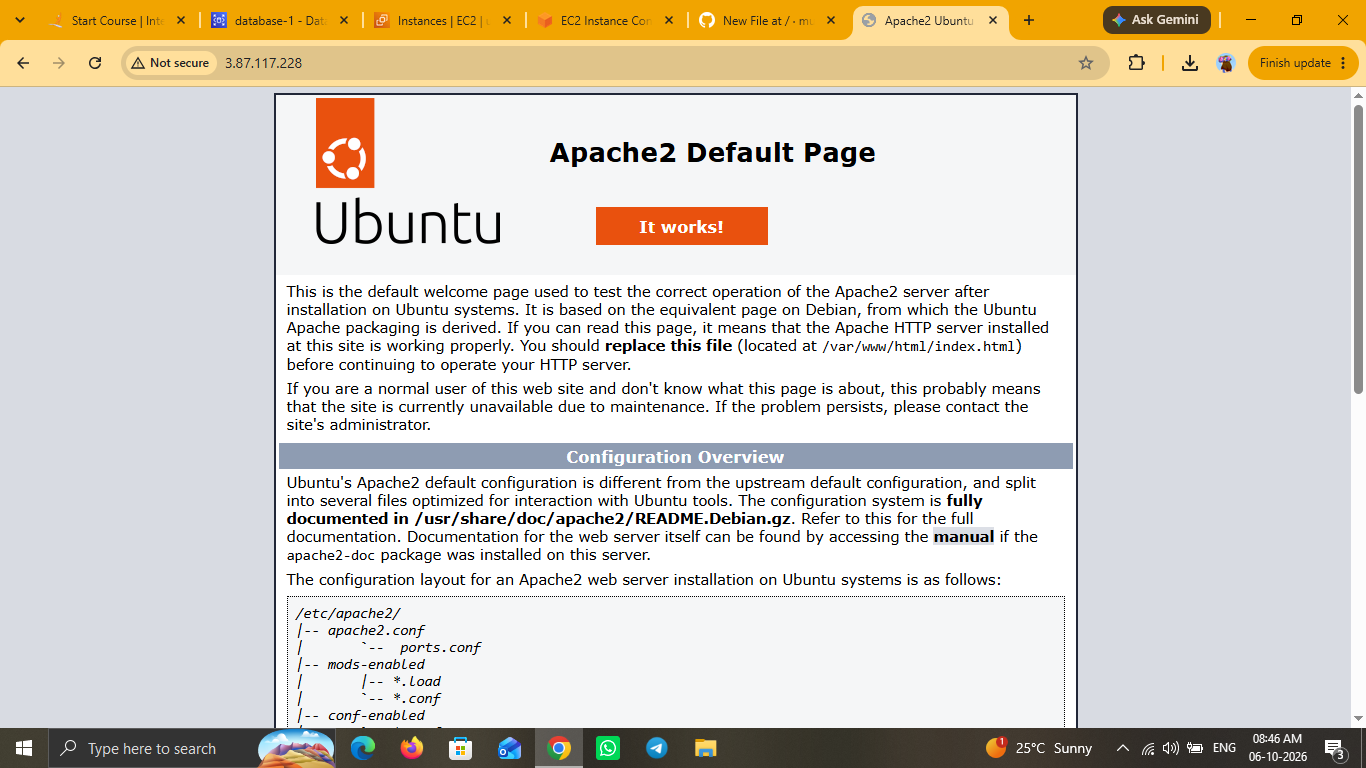 Start Course | Inte
database-1 - Data
Instances | EC2 | u
EC2 Instance Con
New File at / · mu
Apache2 Ubuntu
Ask Gemini
Not secure
3.87.117.228
Finish update
Apache2 Default Page
Ubuntu
It works!
This is the default welcome page used to test the correct operation of the Apache2 server after
installation on Ubuntu systems. It is based on the equivalent page on Debian, from which the Ubuntu
Apache packaging is derived. If you can read this page, it means that the Apache HTTP server installed
at this site is working properly. You should replace this file (located at /var/www/html/index.html)
before continuing to operate your HTTP server.
If you are a normal user of this web site and don't know what this page is about, this probably means
that the site is currently unavailable due to maintenance. If the problem persists, please contact the
site's administrator.
Configuration Overview
Ubuntu's Apache2 default configuration is different from the upstream default configuration, and split
into several files optimized for interaction with Ubuntu tools. The configuration system is fully
documented in /usr/share/doc/apache2/README.Debian.gz. Refer to this for the full
documentation. Documentation for the web server itself can be found by accessing the manual if the
apache2-doc package was installed on this server.
The configuration layout for an Apache2 web server installation on Ubuntu systems is as follows:
/etc/apache2/
|-- apache2.conf
|       `--  ports.conf
|-- mods-enabled
|       |-- *.load
|       `-- *.conf
|-- conf-enabled
Type here to search
1
25°C Sunny
ENG
08:46 AM
06-10-2026
3